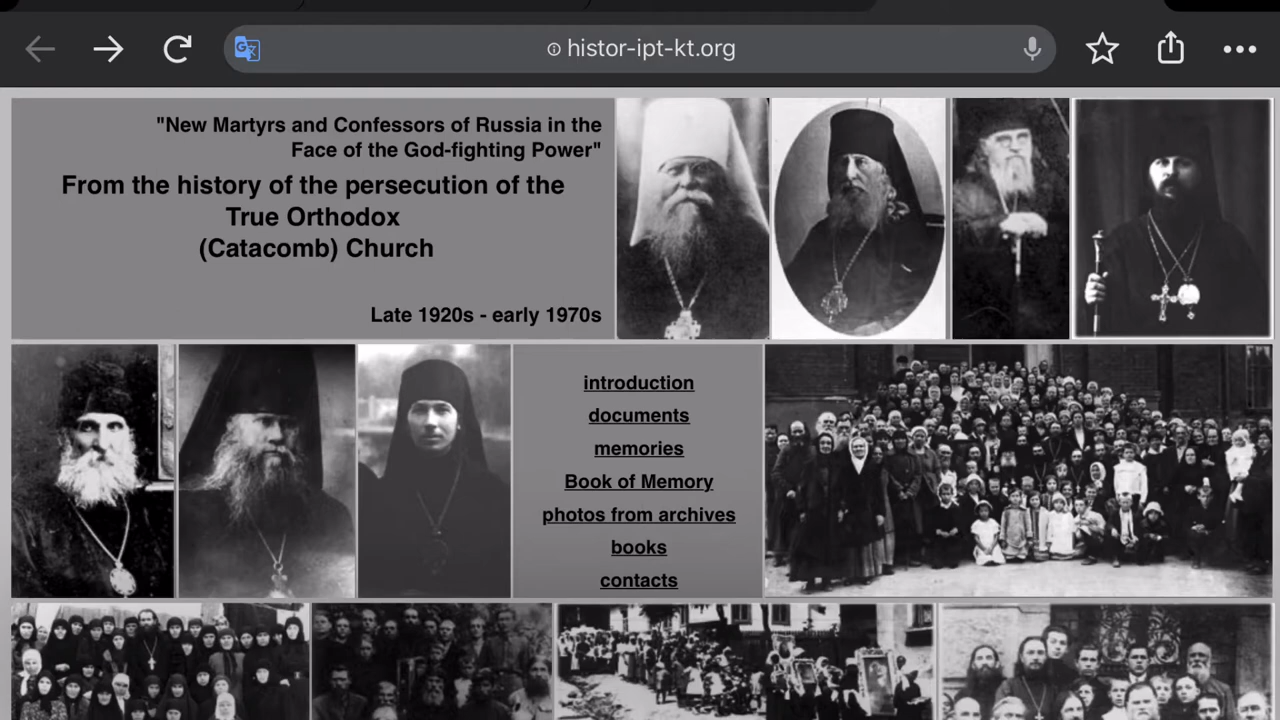 histor-ipt-kt.org
"New Martyrs and Confessors of Russia in the
Face of the God-fighting Power"
From the history of the persecution of the
True Orthodox
(Catacomb) Church
Late 1920s - early 1970s
introduction
documents
memories
Book of Memory
photos from archives
books
contacts